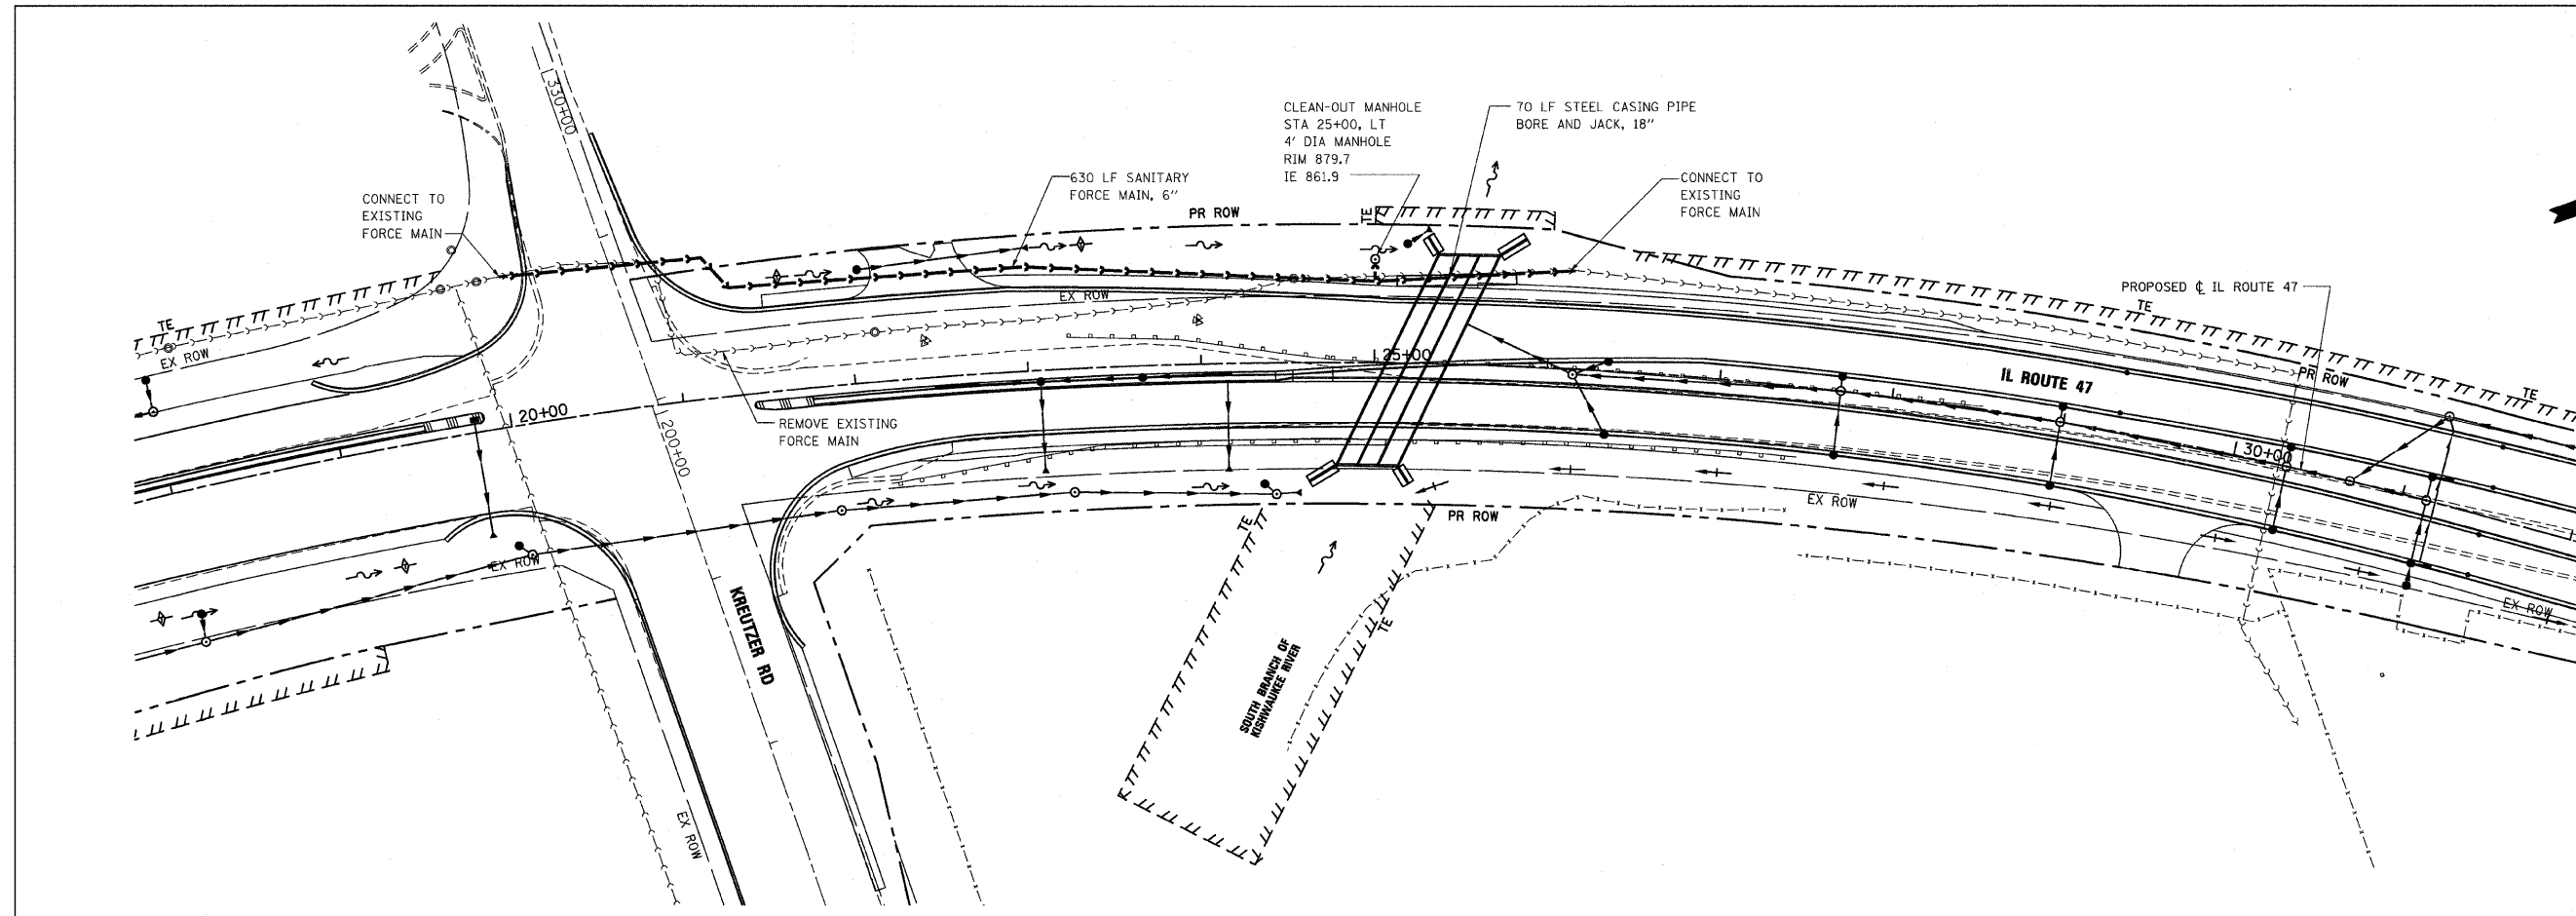 330+00
CLEAN-OUT MANHOLE
STA 25+00, LT
4' DIA MANHOLE
RIM 879.7
IE 861.9
70 LF STEEL CASING PIPE
BORE AND JACK, 18"
630 LF SANITARY
FORCE MAIN, 6"
CONNECT TO
EXISTING
FORCE MAIN
CONNECT TO
EXISTING
FORCE MAIN
PR ROW
TE
EX ROW
PROPOSED ℄ IL ROUTE 47
TE
TE
EX ROW
25+00
IL ROUTE 47
PR ROW
TE
20+00
200+00
REMOVE EXISTING
FORCE MAIN
30+00
EX ROW
PR ROW
TE
EX ROW
EX ROW
KREUTZER RD
TE
SOUTH BRANCH OF
KISHWAUKEE RIVER
EX ROW